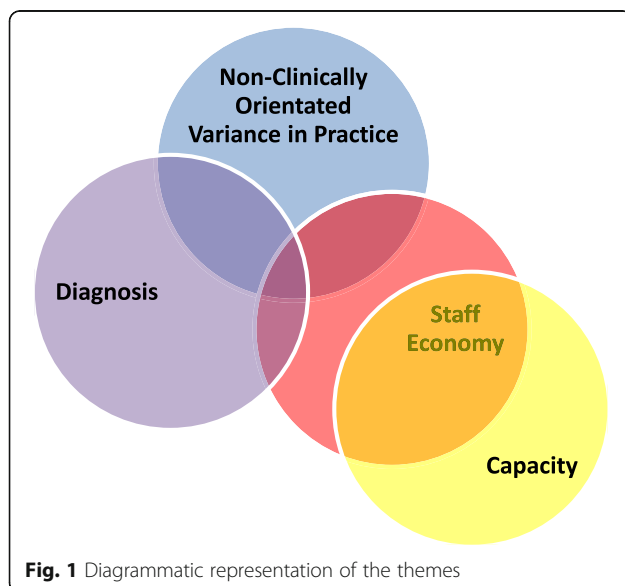 Non-Clinically
Orientated
Variance in Practice
Diagnosis
Staff
Economy
Capacity
Fig. 1 Diagrammatic representation of the themes